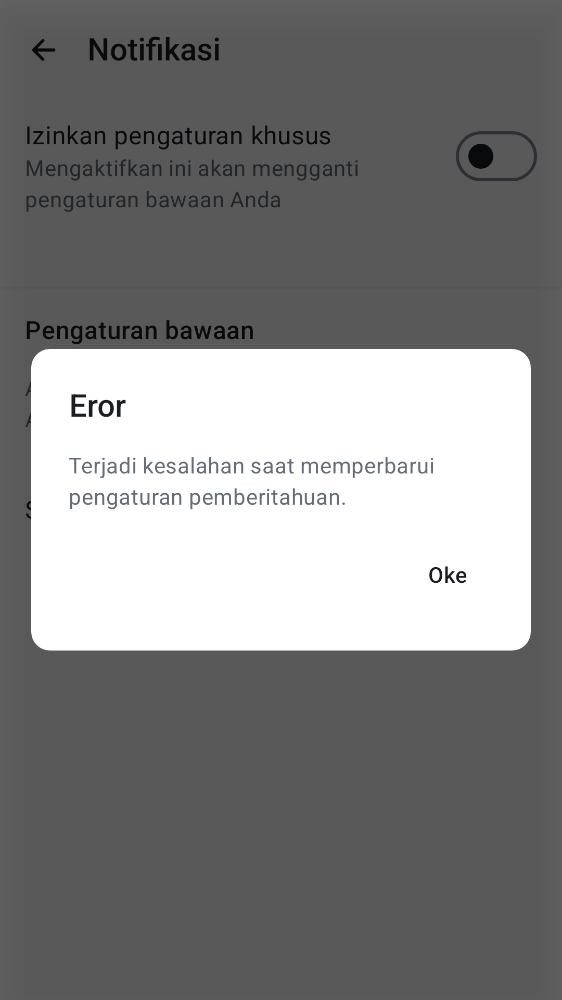 Notifikasi
Izinkan pengaturan khusus
Mengaktifkan ini akan mengganti
pengaturan bawaan Anda
Pengaturan bawaan
Eror
Terjadi kesalahan saat memperbarui
pengaturan pemberitahuan.
Oke